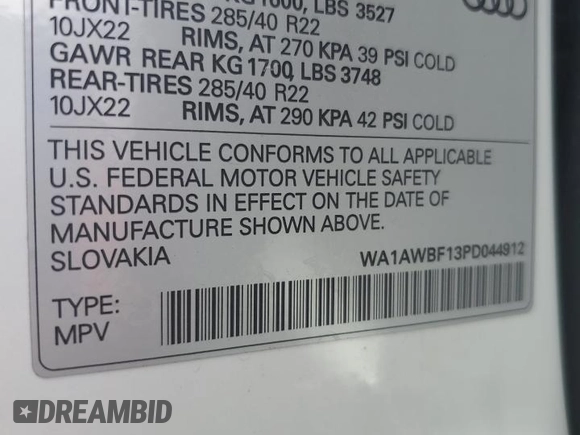 1600, LBS 3527
FRONT-TIRES 285/40 R22
10JX22 RIMS, AT 270 KPA 39 PSI COLD
GAWR REAR KG 1700, LBS 3748
REAR-TIRES 285/40 R22
10JX22 RIMS, AT 290 KPA 42 PSI COLD
THIS VEHICLE CONFORMS TO ALL APPLICABLE
U.S. FEDERAL MOTOR VEHICLE SAFETY
STANDARDS IN EFFECT ON THE DATE OF
MANUFACTURE SHOWN ABOVE.
SLOVAKIA WA1AWBF13PD044912
TYPE:
MPV
DREAMBID